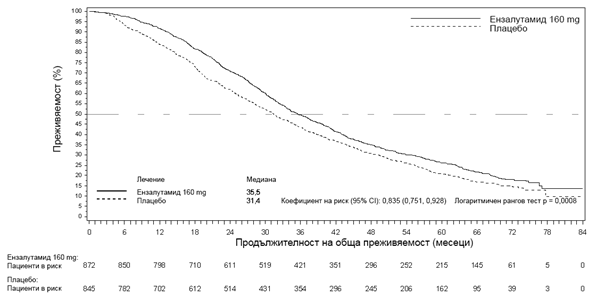 Ензалутамид 160 mg
Плацебо
Преживяемост (%)
100
95
90
85
80
75
70
65
60
55
50
45
40
35
30
25
20
15
10
5
0
Лечение Медиана
Ензалутамид 160 mg 35,5
Плацебо 31,4
Коефициент на риск (95% CI): 0,835 (0,751, 0,928) Логаритмичен рангов тест p = 0,0008
0 6 12 18 24 30 36 42 48 54 60 66 72 78 84
Продължителност на обща преживяемост (месеци)
Ензалутамид 160 mg:
Пациенти в риск 872 850 798 710 611 519 421 351 296 252 215 145 61 5 0
Плацебо:
Пациенти в риск 845 782 702 612 514 431 354 296 245 206 162 95 39 3 0